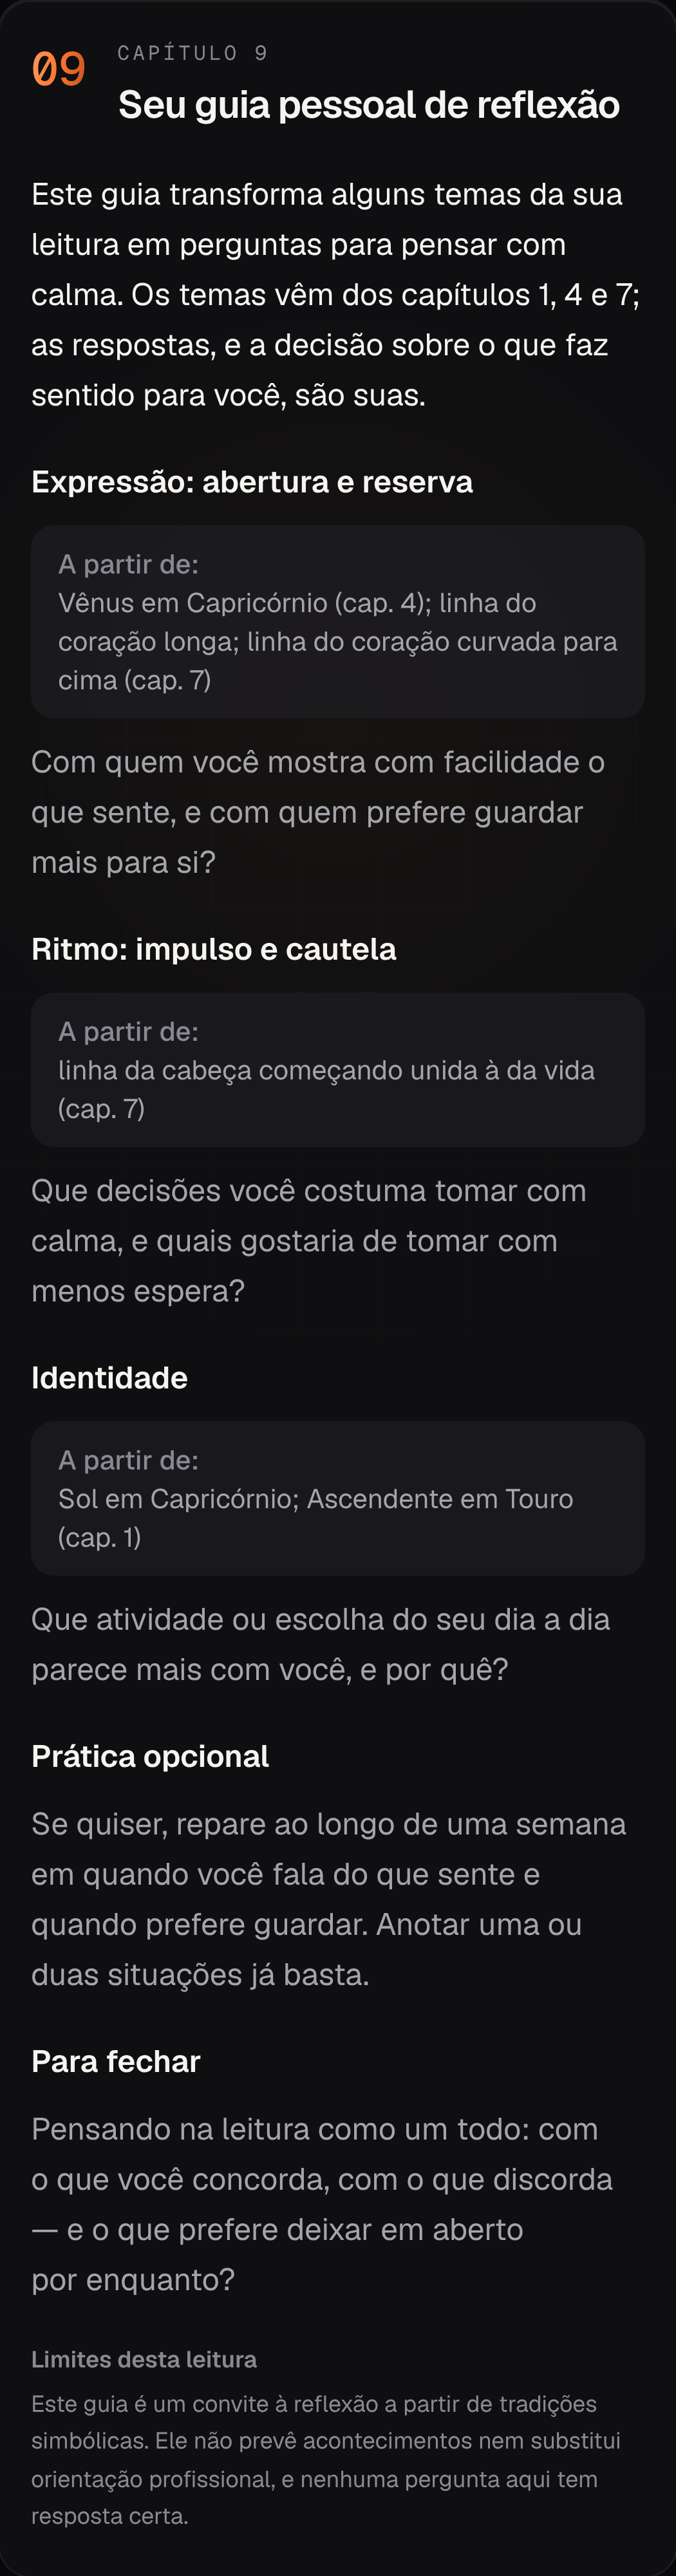 09
CAPÍTULO 9
Seu guia pessoal de reflexão
Este guia transforma alguns temas da sua
leitura em perguntas para pensar com
calma. Os temas vêm dos capítulos 1, 4 e 7;
as respostas, e a decisão sobre o que faz
sentido para você, são suas.
Expressão: abertura e reserva
A partir de:
Vênus em Capricórnio (cap. 4); linha do
coração longa; linha do coração curvada para
cima (cap. 7)
Com quem você mostra com facilidade o
que sente, e com quem prefere guardar
mais para si?
Ritmo: impulso e cautela
A partir de:
linha da cabeça começando unida à da vida
(cap. 7)
Que decisões você costuma tomar com
calma, e quais gostaria de tomar com
menos espera?
Identidade
A partir de:
Sol em Capricórnio; Ascendente em Touro
(cap. 1)
Que atividade ou escolha do seu dia a dia
parece mais com você, e por quê?
Prática opcional
Se quiser, repare ao longo de uma semana
em quando você fala do que sente e
quando prefere guardar. Anotar uma ou
duas situações já basta.
Para fechar
Pensando na leitura como um todo: com
o que você concorda, com o que discorda
— e o que prefere deixar em aberto
por enquanto?
Limites desta leitura
Este guia é um convite à reflexão a partir de tradições
simbólicas. Ele não prevê acontecimentos nem substitui
orientação profissional, e nenhuma pergunta aqui tem
resposta certa.